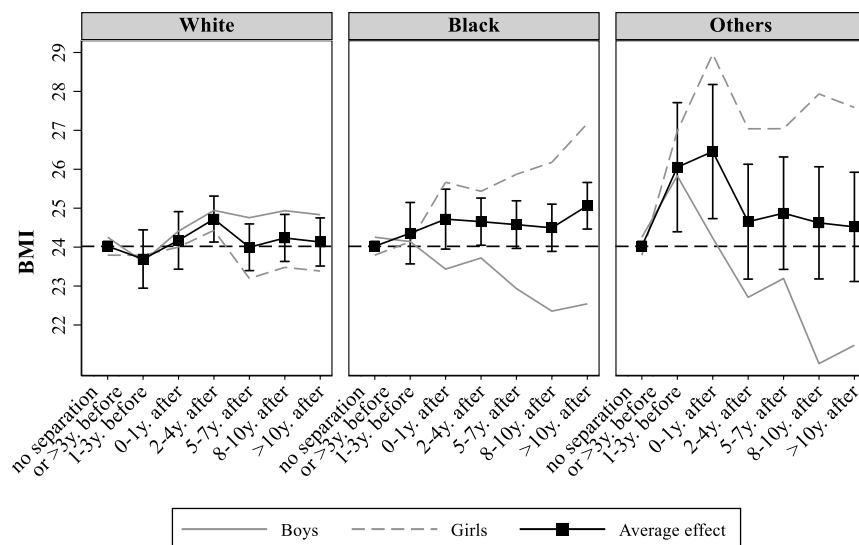 White
Black
Others
BMI
29
28
27
26
25
24
23
22
no separation
or >3y. before
1-3y. before
0-1y. after
2-4y. after
5-7y. after
8-10y. after
>10y. after
no separation
or >3y. before
1-3y. before
0-1y. after
2-4y. after
5-7y. after
8-10y. after
>10y. after
no separation
or >3y. before
1-3y. before
0-1y. after
2-4y. after
5-7y. after
8-10y. after
>10y. after
Boys
Girls
Average effect